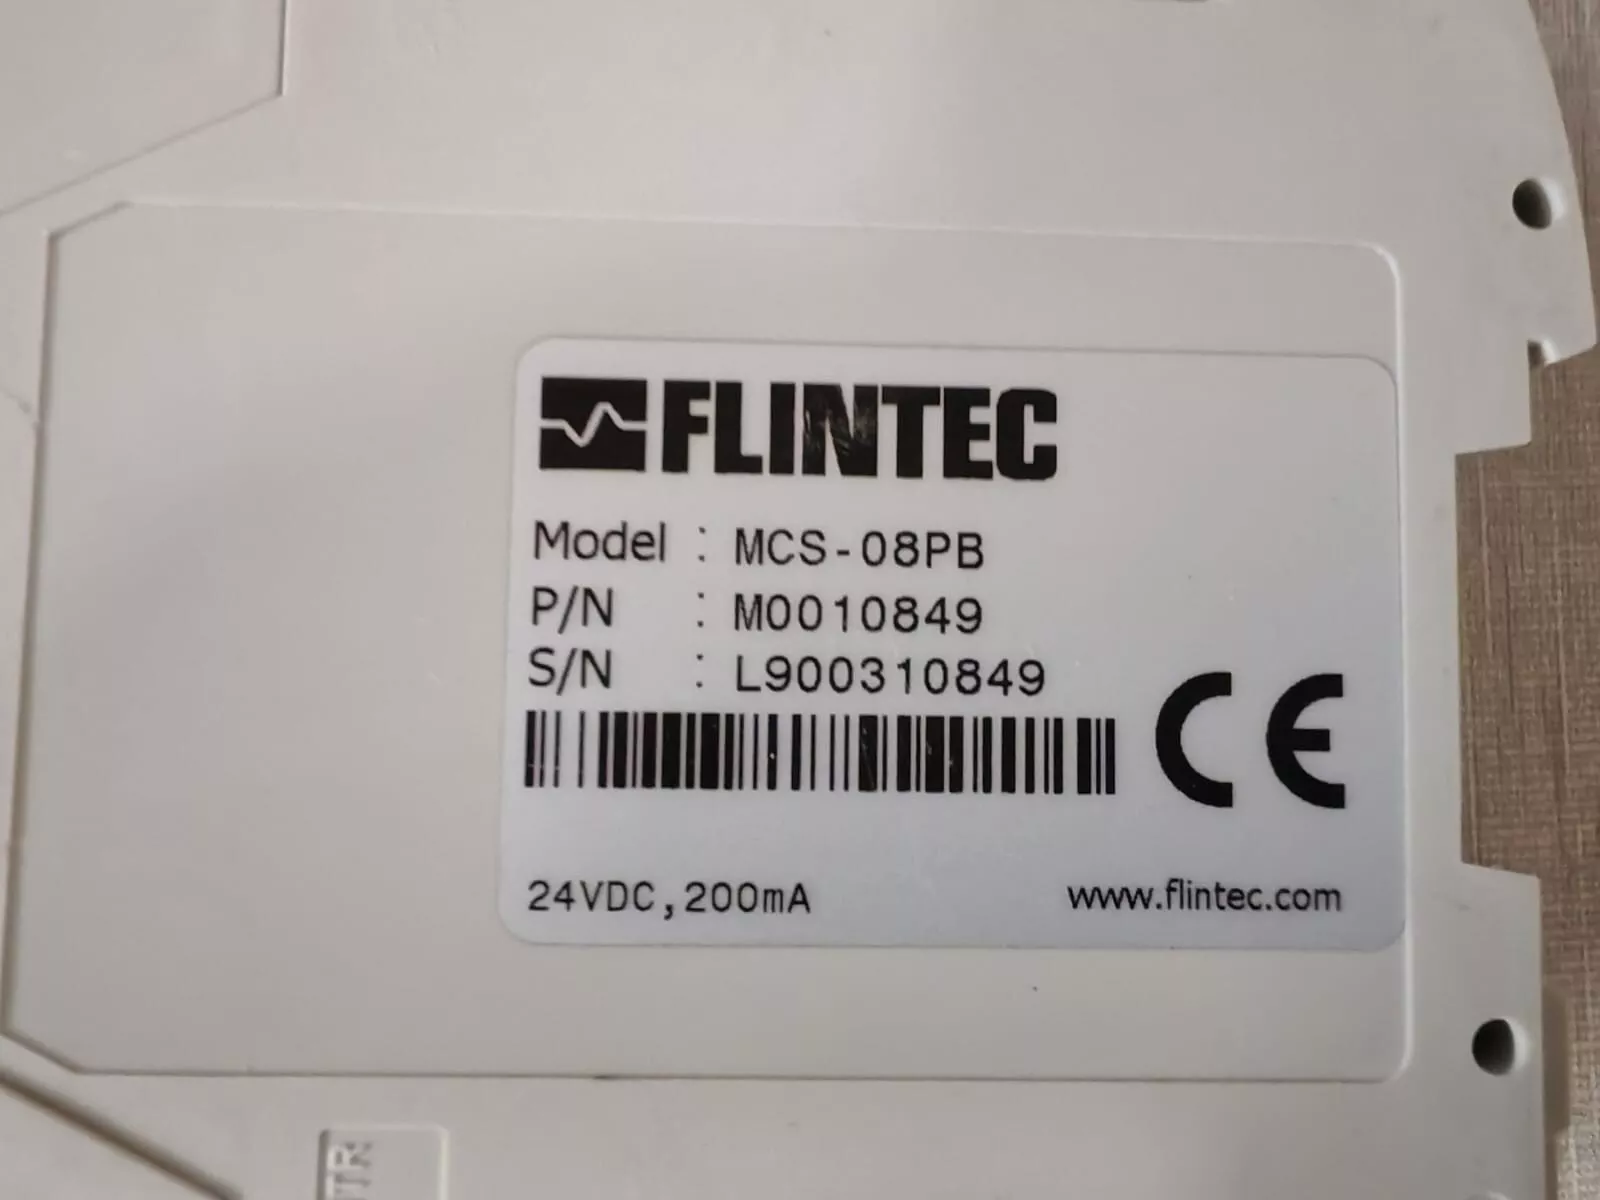 FLINTEC
Model : MCS-08PB
P/N : M0010849
S/N : L900310849
CE
24VDC,200mA
www.flintec.com